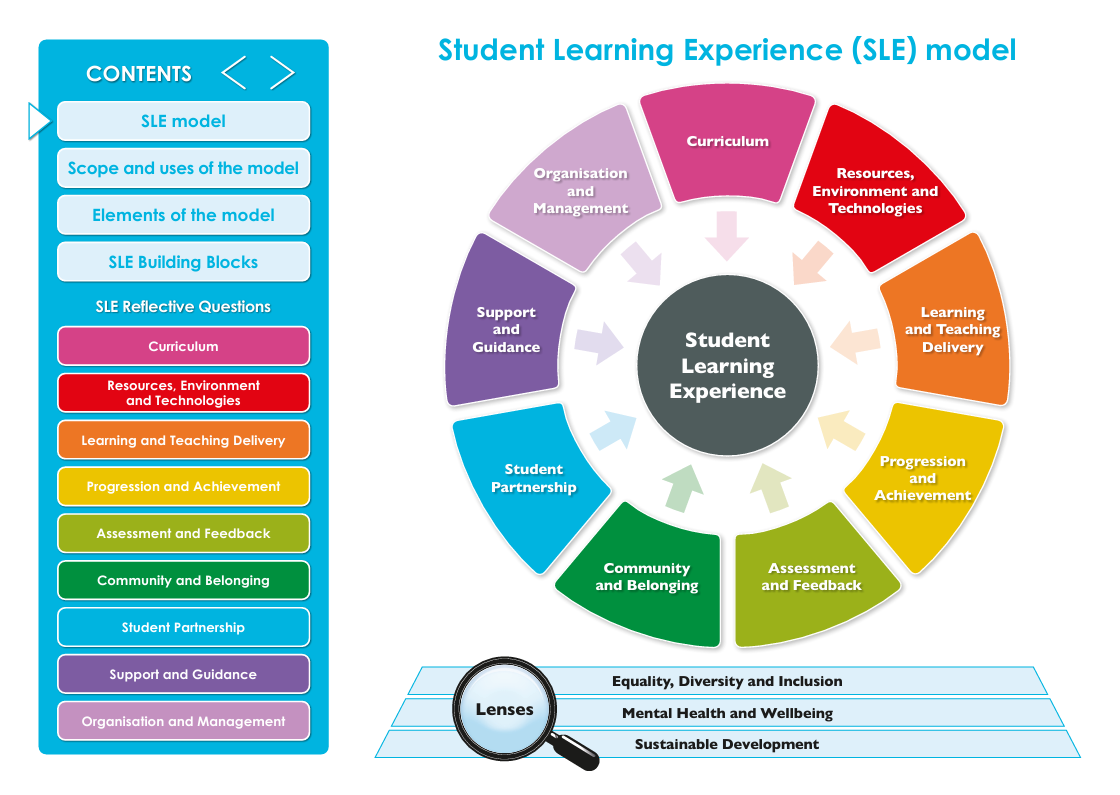 CONTENTS
SLE model
Scope and uses of the model
Elements of the model
SLE Building Blocks
SLE Reflective Questions
Curriculum
Resources, Environment
and Technologies
Learning and Teaching Delivery
Progression and Achievement
Assessment and Feedback
Community and Belonging
Student Partnership
Support and Guidance
Organisation and Management
Student Learning Experience (SLE) model
Curriculum
Resources,
Environment and
Technologies
Learning
and Teaching
Delivery
Progression
and
Achievement
Assessment
and Feedback
Community
and Belonging
Student
Partnership
Support
and
Guidance
Organisation
and
Management
Student
Learning
Experience
Lenses
Equality, Diversity and Inclusion
Mental Health and Wellbeing
Sustainable Development